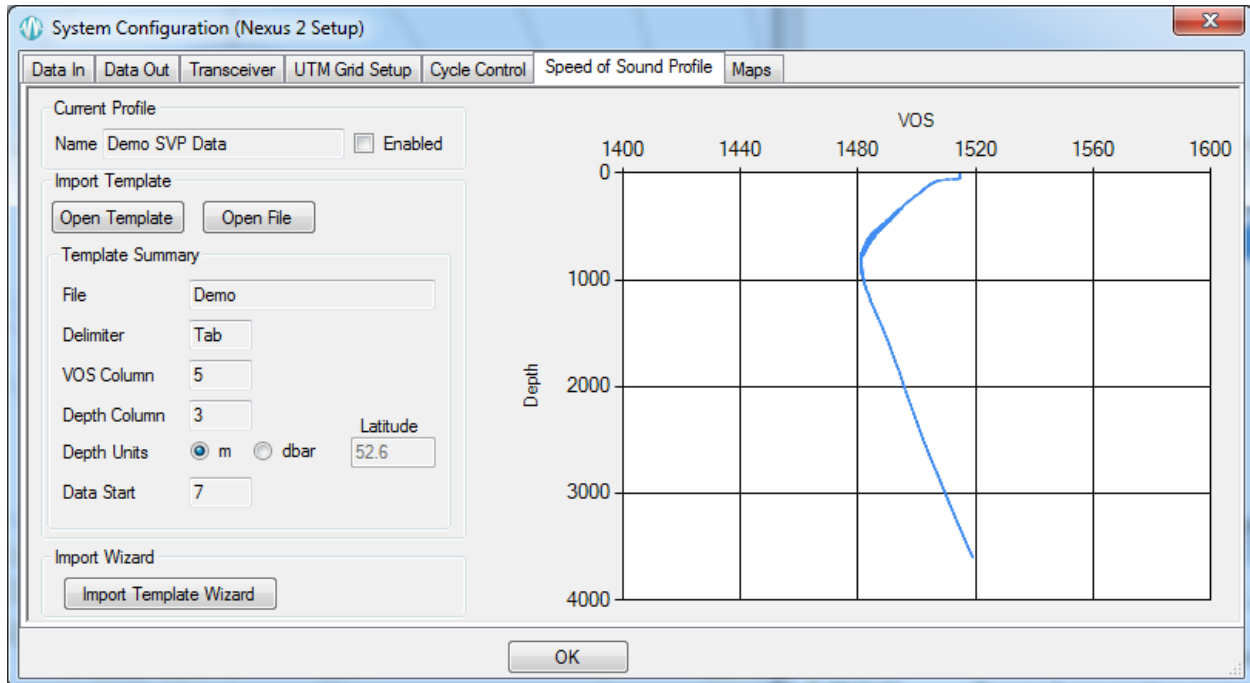 System Configuration (Nexus 2 Setup)
Data In Data Out Transceiver UTM Grid Setup Cycle Control Speed of Sound Profile Maps
Current Profile
Name Demo SVP Data Enabled
Import Template
Open Template Open File
Template Summary
File Demo
Delimiter Tab
VOS Column 5
Depth Column 3
Latitude
Depth Units m dbar 52.6
Data Start 7
Import Wizard
Import Template Wizard
VOS
1400 1440 1480 1520 1560 1600
0
1000
Depth
2000
3000
4000
OK